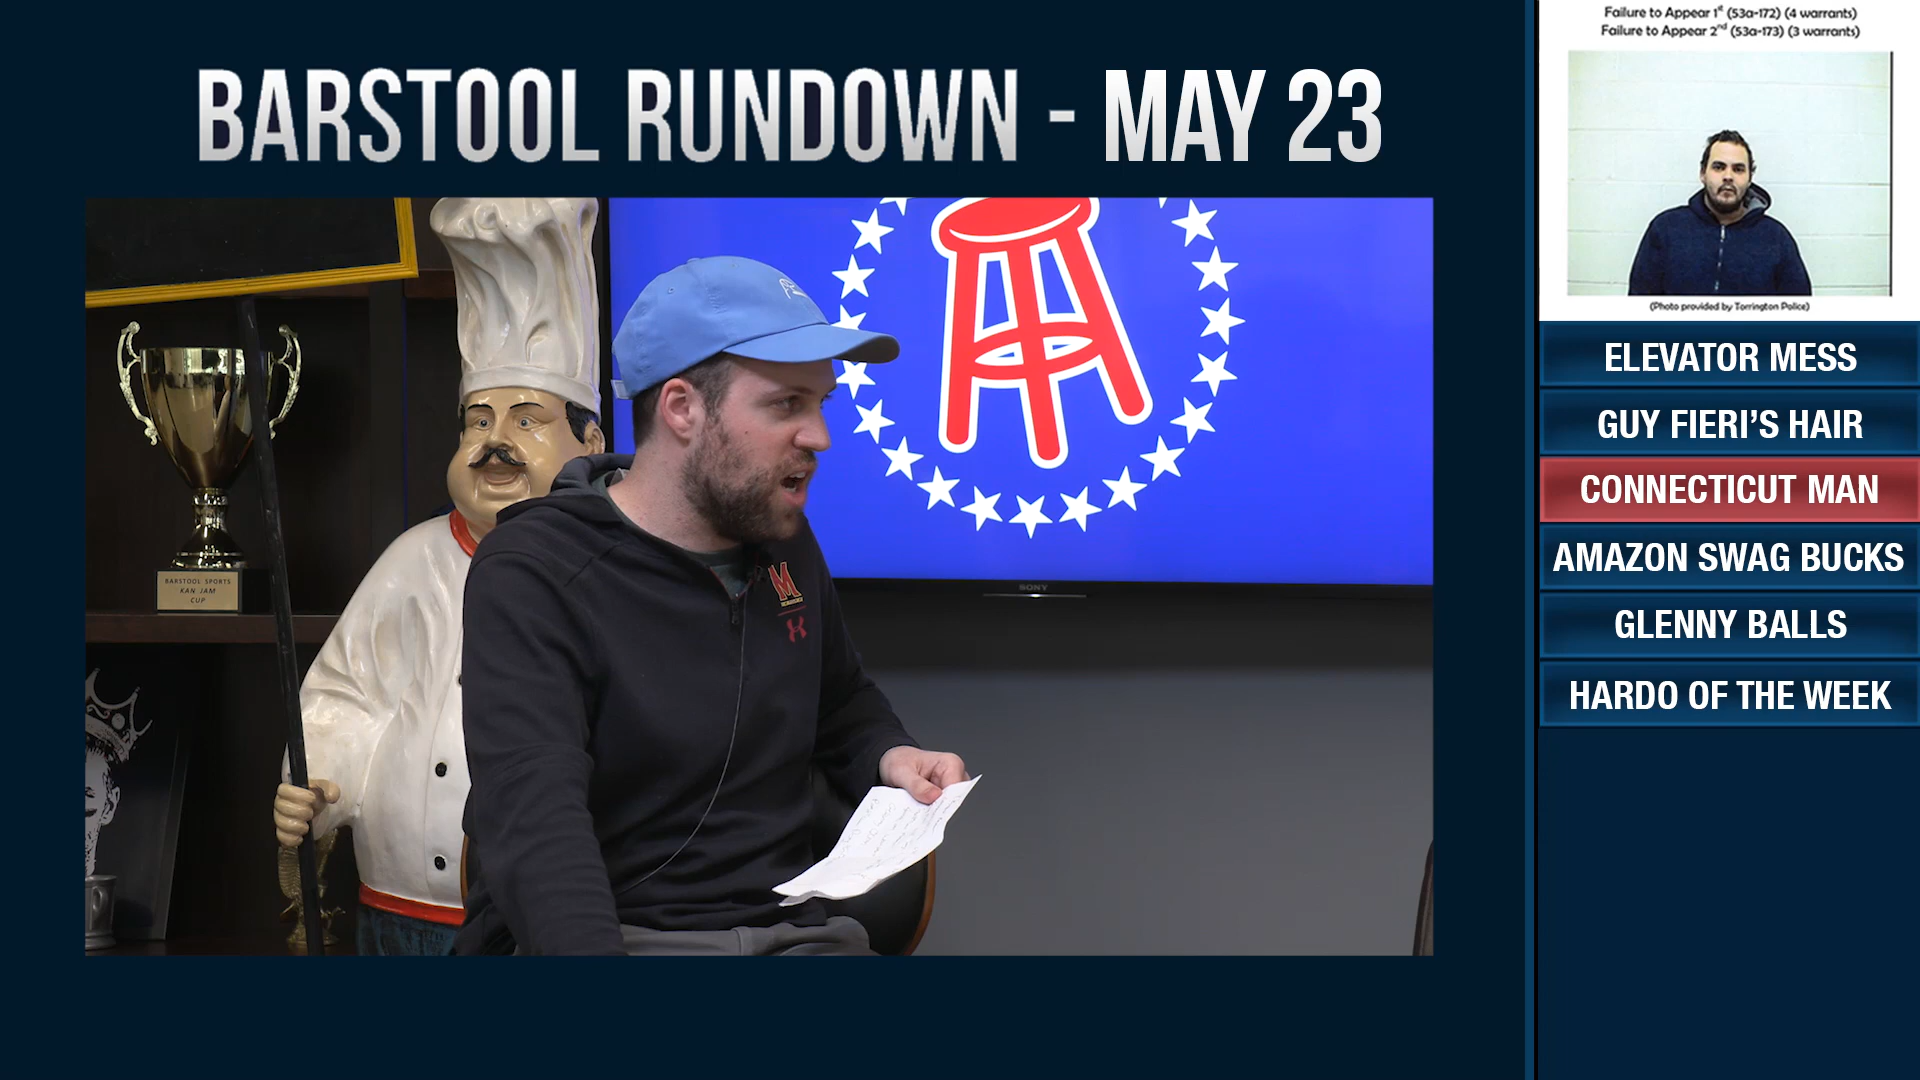 BARSTOOL RUNDOWN - MAY 23
BARSTOOL SPORTS
KAN JAM
CUP
SONY
M
Failure to Appear 1st (53a-172) (4 warrants)
Failure to Appear 2nd (53a-173) (3 warrants)
(Photo provided by Torrington Police)
ELEVATOR MESS
GUY FIERI'S HAIR
CONNECTICUT MAN
AMAZON SWAG BUCKS
GLENNY BALLS
HARDO OF THE WEEK